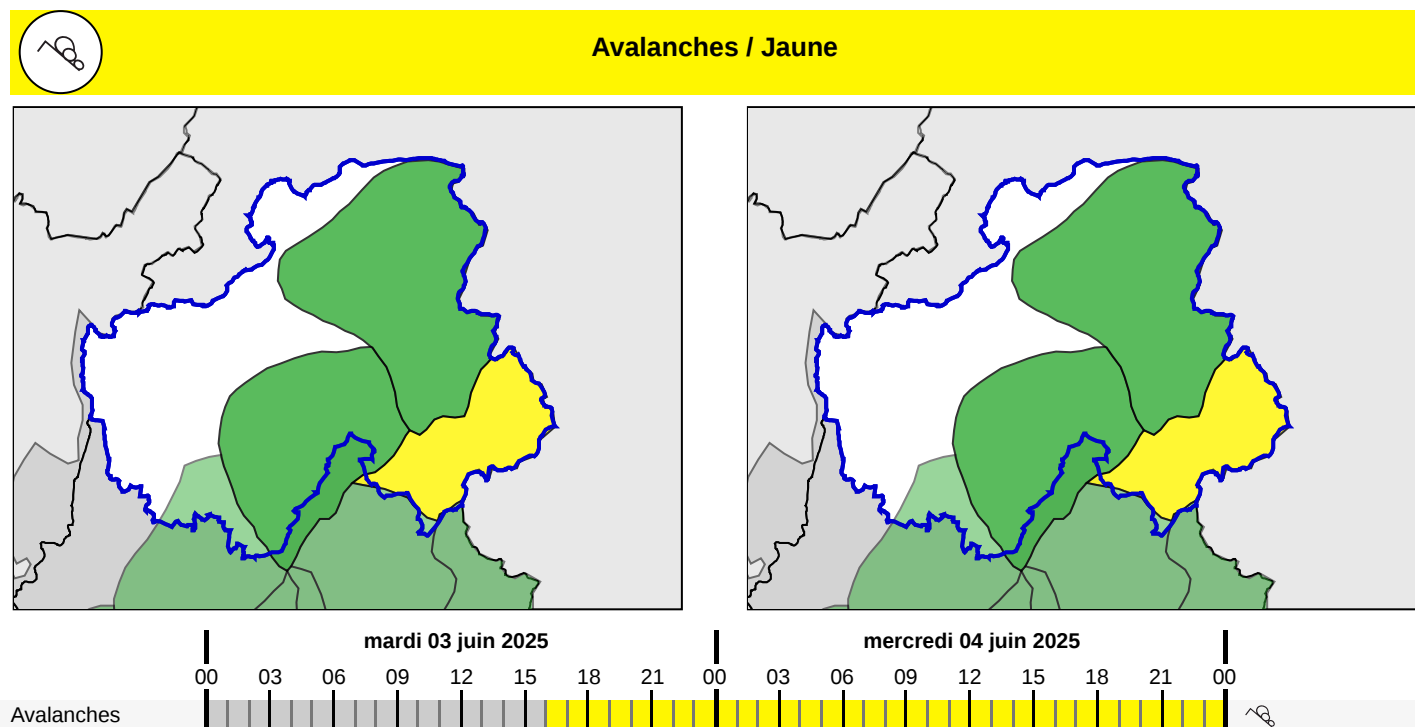 Avalanches / Jaune
mardi 03 juin 2025 mercredi 04 juin 2025
00 03 06 09 12 15 18 21 00 03 06 09 12 15 18 21 00
Avalanches